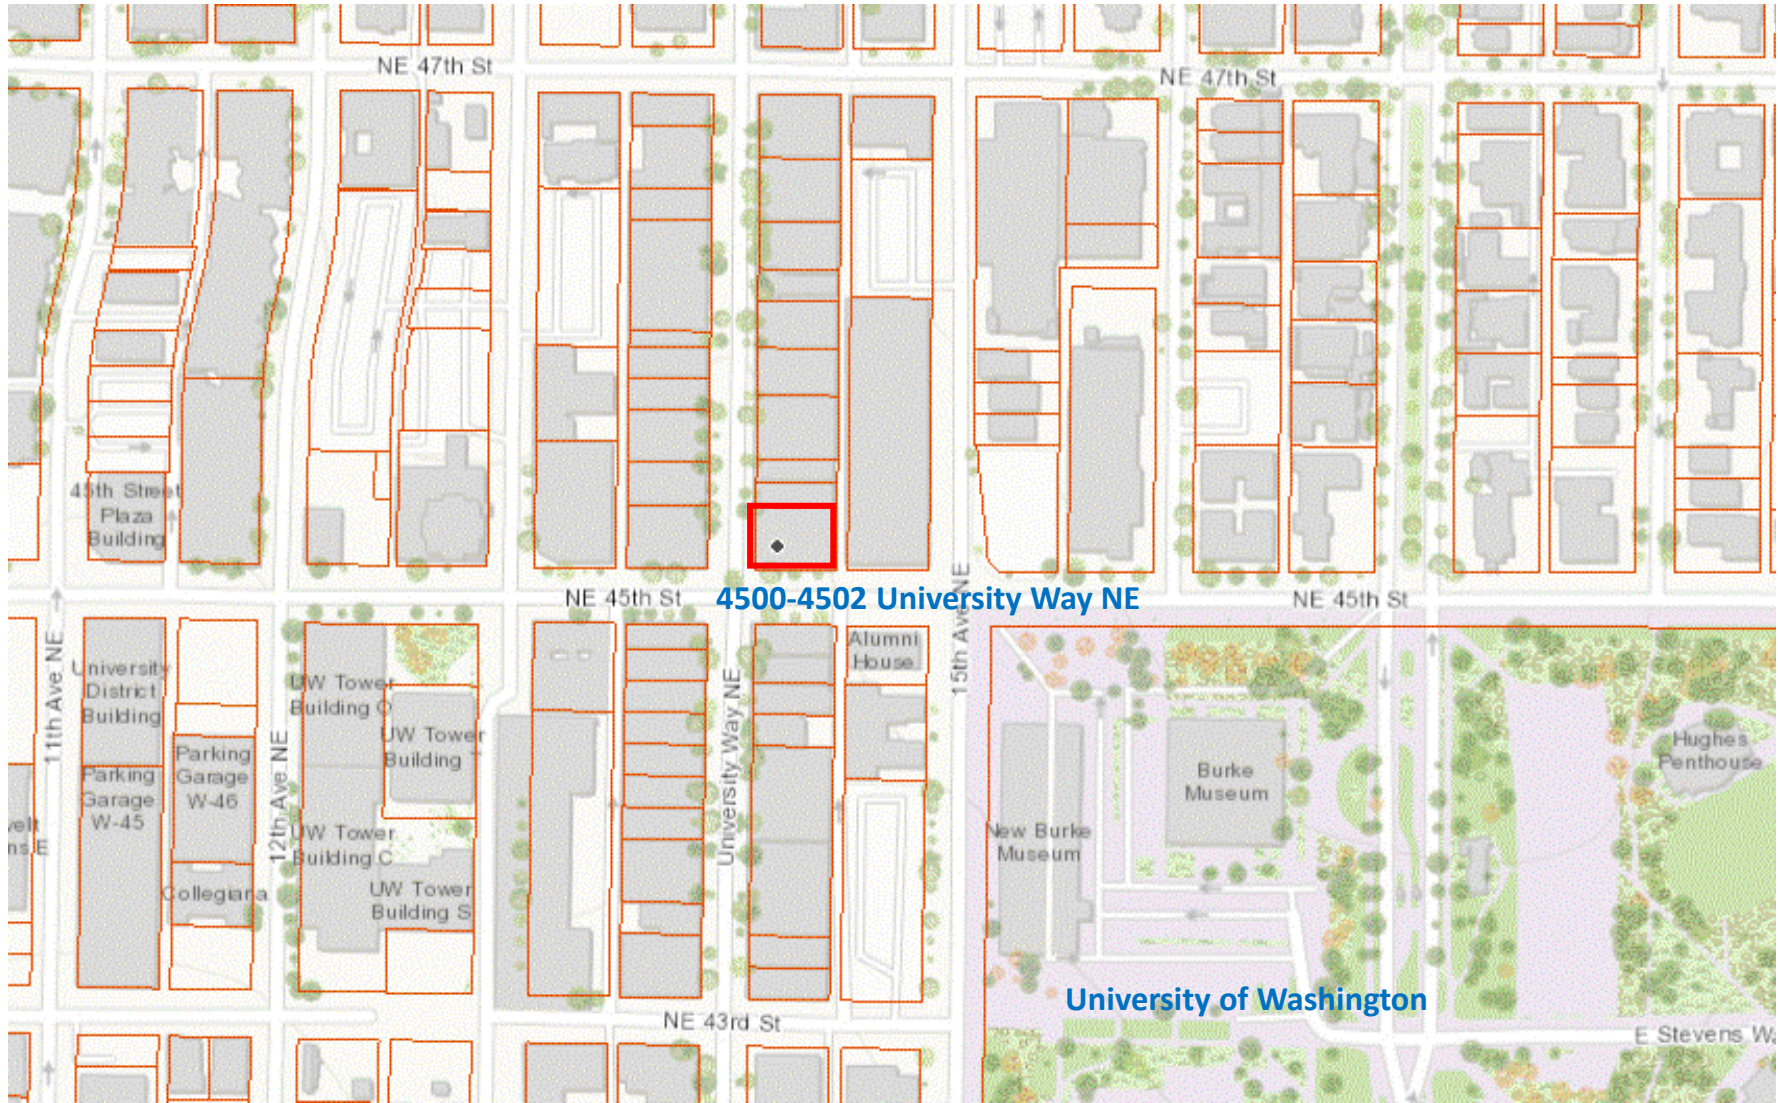 NE 47th St
NE 47th St
45th Street
Plaza
Building
NE 45th St
4500-4502 University Way NE
NE 45th St
15th Ave NE
11th Ave NE
University
District
Building
UW Tower
Building O
Alumni
House
University Way NE
UW Tower
Building T
Parking
Garage
W-46
Parking
Garage
W-45
12th Ave NE
UW Tower
Building C
UW Tower
Building S
Collegiana
Burke
Museum
New Burke
Museum
Hughes
Penthouse
University of Washington
NE 43rd St
E Stevens Wa